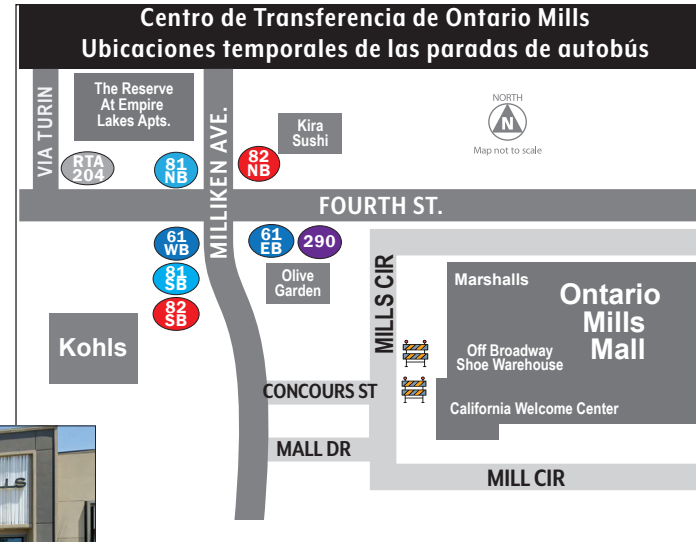 Centro de Transferencia de Ontario Mills
Ubicaciones temporales de las paradas de autobús
VIA TURIN
The Reserve
At Empire
Lakes Apts.
MILLIKEN AVE.
Kira
Sushi
NORTH
N
Map not to scale
RTA
204
81
NB
82
NB
FOURTH ST.
61
WB
81
SB
82
SB
61
EB
290
Olive
Garden
MILLS CIR
Marshalls
Ontario
Mills
Mall
Off Broadway
Shoe Warehouse
California Welcome Center
Kohls
CONCOURS ST
MALL DR
MILL CIR